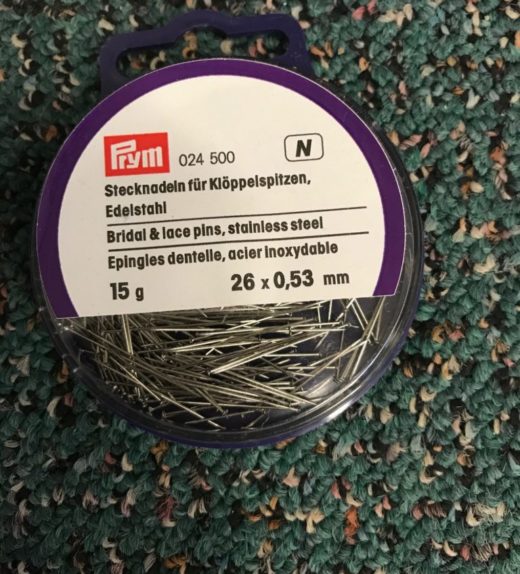 Prym 024 500 N
Stecknadeln für Klöppelspitzen,
Edelstahl
Bridal & lace pins, stainless steel
Epingles dentelle, acier inoxydable
15 g 26 x 0,53 mm